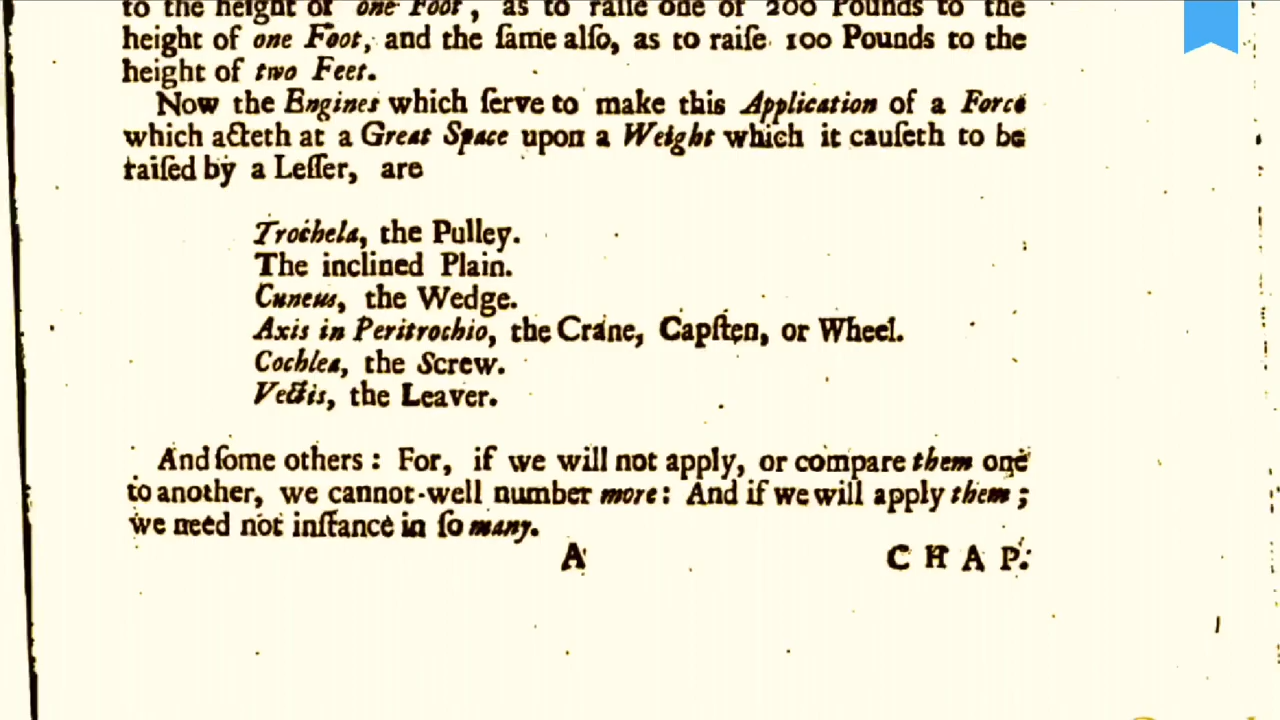 to the height of one Foot, as to raiſe one of 200 Pounds to the
height of one Foot, and the ſame alſo, as to raiſe 100 Pounds to the
height of two Feet.
Now the Engines which ſerve to make this Application of a Force
which acteth at a Great Space upon a Weight which it cauſeth to be
raiſed by a Leſſer, are
Trochela, the Pulley.
The inclined Plain.
Cuneus, the Wedge.
Axis in Peritrochio, the Crane, Capſten, or Wheel.
Cochlea, the Screw.
Vectis, the Leaver.
And ſome others: For, if we will not apply, or compare them one
to another, we cannot well number more: And if we will apply them;
we need not inſtance in ſo many.
A CHAP.